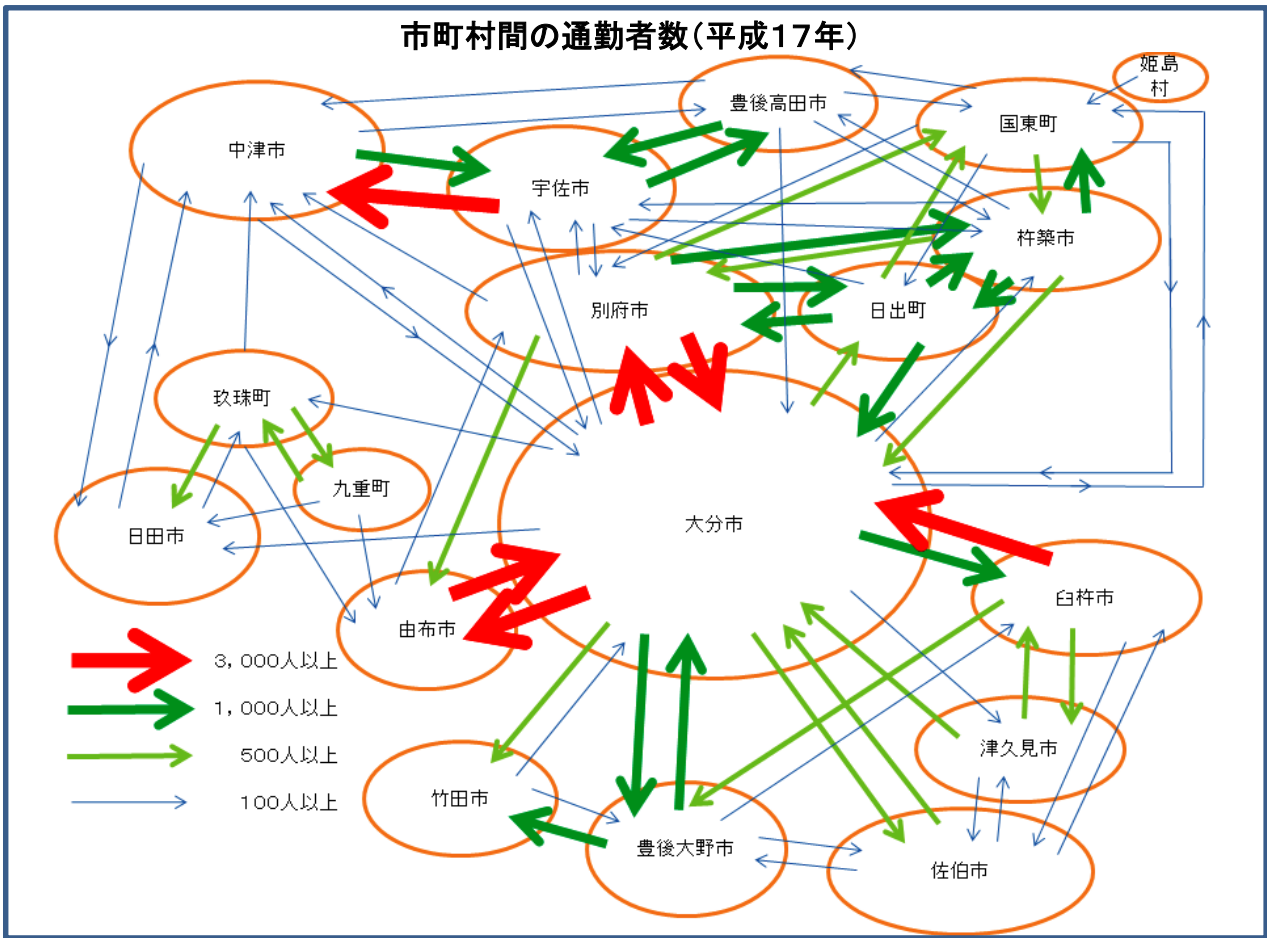 市町村間の通勤者数(平成17年)
姫島
村
豊後高田市
国東町
中津市
宇佐市
杵築市
別府市
日出町
玖珠町
九重町
大分市
日田市
由布市
臼杵市
3,000人以上
1,000人以上
500人以上
100人以上
津久見市
竹田市
豊後大野市
佐伯市